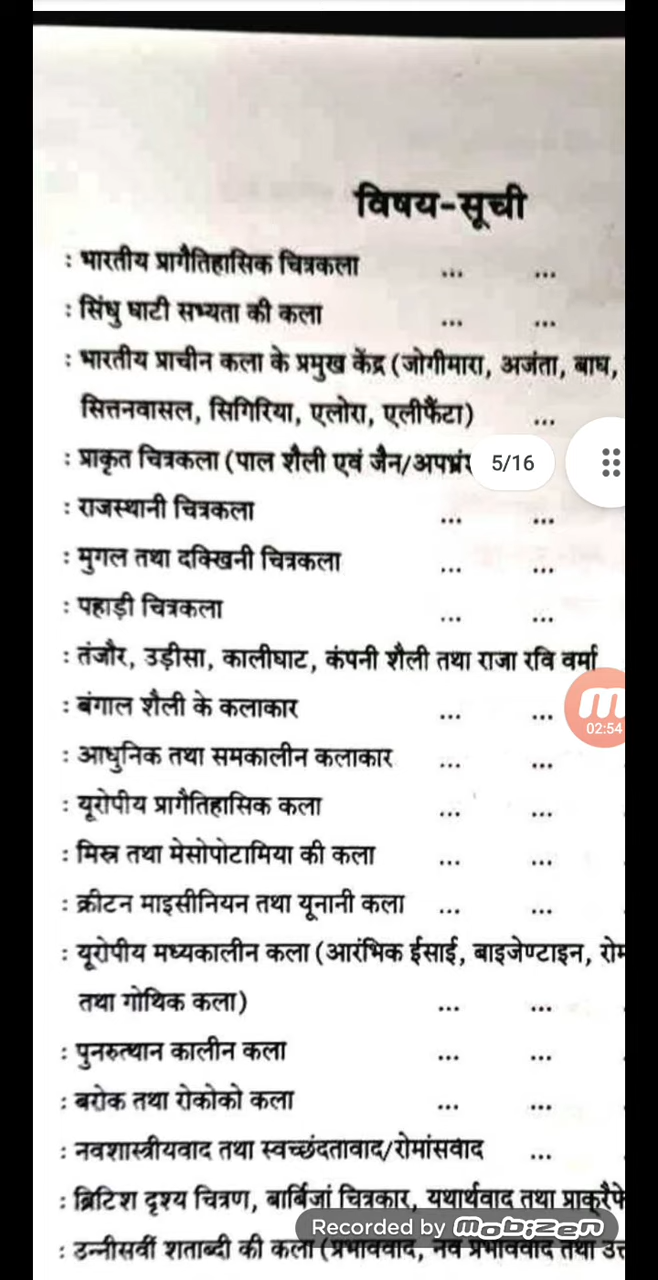 विषय-सूची
: भारतीय प्रागैतिहासिक चित्रकला ... ...
: सिंधु घाटी सभ्यता की कला ... ...
: भारतीय प्राचीन कला के प्रमुख केंद्र (जोगीमारा, अजंता, बाघ,
सित्तनवासल, सिगिरिया, एलोरा, एलीफैंटा) ...
: प्राकृत चित्रकला (पाल शैली एवं जैन/अपभ्रंश
5/16
: राजस्थानी चित्रकला ... ...
: मुगल तथा दक्खिनी चित्रकला ... ...
: पहाड़ी चित्रकला ... ...
: तंजौर, उड़ीसा, कालीघाट, कंपनी शैली तथा राजा रवि वर्मा
: बंगाल शैली के कलाकार ... ...
02:54
: आधुनिक तथा समकालीन कलाकार ... ...
: यूरोपीय प्रागैतिहासिक कला ... ...
: मिस्र तथा मेसोपोटामिया की कला ... ...
: क्रीटन माइसीनियन तथा यूनानी कला ... ...
: यूरोपीय मध्यकालीन कला (आरंभिक ईसाई, बाइजेण्टाइन,
तथा गोथिक कला) ... ...
: पुनरुत्थान कालीन कला ... ...
: बरोक तथा रोकोको कला ... ...
: नवशास्त्रीयवाद तथा स्वच्छंदतावाद/रोमांसवाद ...
: ब्रिटिश दृश्य चित्रण, बार्बिजां चित्रकार, यथार्थवाद तथा
Recorded by mobizen
: उन्नीसवीं शताब्दी की कला (प्रभाववाद, नव प्रभाववाद तथा